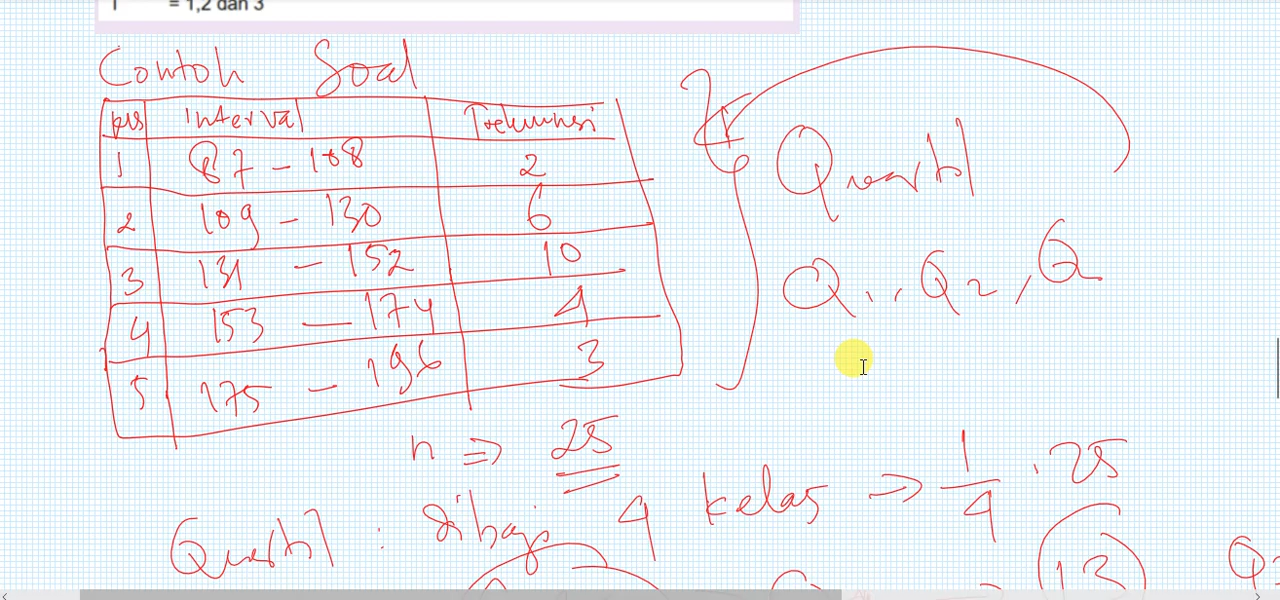 = 1,2 dan 3
Contoh Soal
kls interval Frekuensi
1 87 - 108 2
2 109 - 130 6
3 131 - 152 10
4 153 - 174 4
5 175 - 196 3
n => 25
Quartil
Q1, Q2, Q
Quartil : dibagi 4 kelas => 1/4 . 25
13